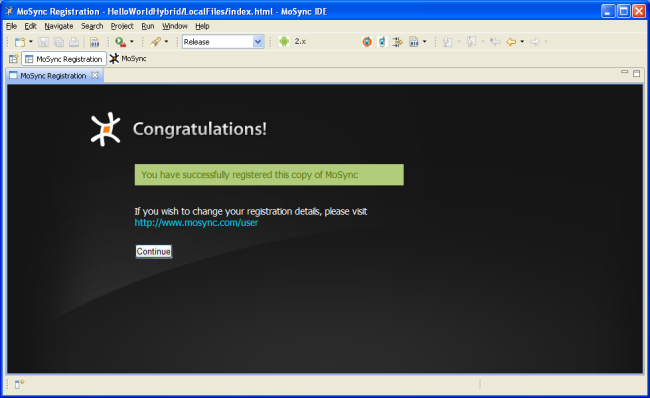 MoSync Registration - HelloWorldHybrid/LocalFiles/index.html - MoSync IDE
File Edit Navigate Search Project Run Window Help
Release 2.x
MoSync Registration MoSync
MoSync Registration
Congratulations!
You have successfully registered this copy of MoSync
If you wish to change your registration details, please visit
http://www.mosync.com/user
Continue